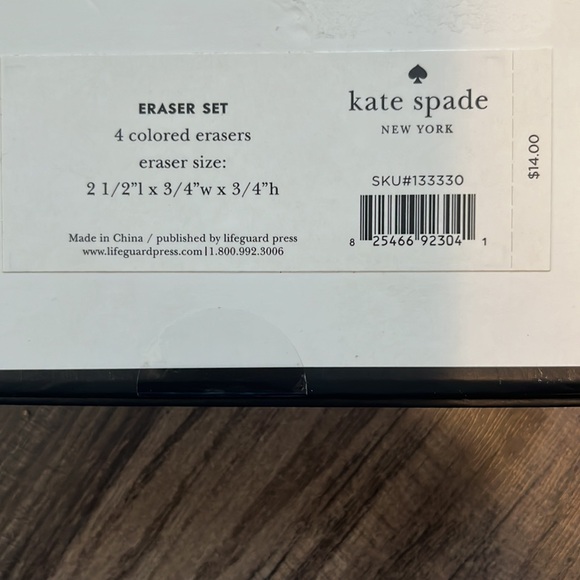 ERASER SET
4 colored erasers
eraser size:
2 1/2”l x 3/4”w x 3/4”h
Made in China / published by lifeguard press
www.lifeguardpress.com | 1.800.992.3006
kate spade
NEW YORK
SKU#133330
8 25466 92304 1
$14.00